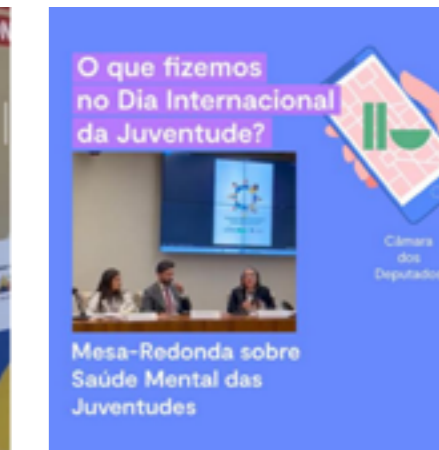 O que fizemos
no Dia Internacional
da Juventude?
Câmara
dos
Deputados
Mesa-Redonda sobre
Saúde Mental das
Juventudes